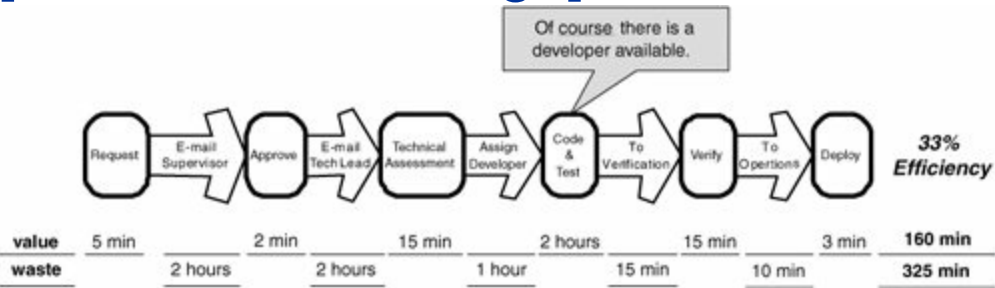 Of course there is a
developer available.
Request
E-mail
Supervisor
Approve
E-mail
Tech Lead
Technical
Assessment
Assign
Developer
Code
&
Test
To
Verification
Verify
To
Opertions
Deploy
33%
Efficiency
value 5 min 2 min 15 min 2 hours 15 min 3 min 160 min
waste 2 hours 2 hours 1 hour 15 min 10 min 325 min